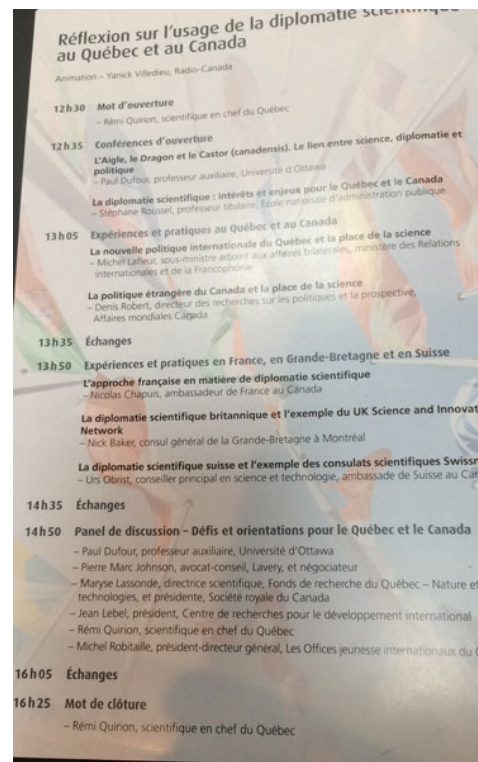 Réflexion sur l'usage de la diplomatie
au Québec et au Canada
Animation – Yanick Villedieu, Radio-Canada
12h30 Mot d'ouverture
– Rémi Quirion, scientifique en chef du Québec
12h35 Conférences d'ouverture
L'Aigle, le Dragon et le Castor (canadensis). Le lien entre science, diplomatie et
politique
– Paul Dufour, professeur auxiliaire, Université d'Ottawa
La diplomatie scientifique : intérêts et enjeux pour le Québec et le Canada
– Stéphane Roussel, professeur titulaire, École nationale d'administration publique
13h05 Expériences et pratiques au Québec et au Canada
La nouvelle politique internationale du Québec et la place de la science
– Michel Lafleur, sous-ministre adjoint aux affaires bilatérales, ministère des Relations
internationales et de la Francophonie
La politique étrangère du Canada et la place de la science
– Denis Robert, directeur des recherches sur les politiques et la prospective,
Affaires mondiales Canada
13h35 Échanges
13h50 Expériences et pratiques en France, en Grande-Bretagne et en Suisse
L'approche française en matière de diplomatie scientifique
– Nicolas Chapuis, ambassadeur de France au Canada
La diplomatie scientifique britannique et l'exemple du UK Science and Innovat
Network
– Nick Baker, consul général de la Grande-Bretagne à Montréal
La diplomatie scientifique suisse et l'exemple des consulats scientifiques Swissn
– Urs Obrist, conseiller principal en science et technologie, ambassade de Suisse au Ca
14h35 Échanges
14h50 Panel de discussion – Défis et orientations pour le Québec et le Canada
– Paul Dufour, professeur auxiliaire, Université d'Ottawa
– Pierre Marc Johnson, avocat-conseil, Lavery, et négociateur
– Maryse Lassonde, directrice scientifique, Fonds de recherche du Québec – Nature et
technologies, et présidente, Société royale du Canada
– Jean Lebel, président, Centre de recherches pour le développement international
– Rémi Quirion, scientifique en chef du Québec
– Michel Robitaille, président-directeur général, Les Offices jeunesse internationaux du
16h05 Échanges
16h25 Mot de clôture
– Rémi Quirion, scientifique en chef du Québec